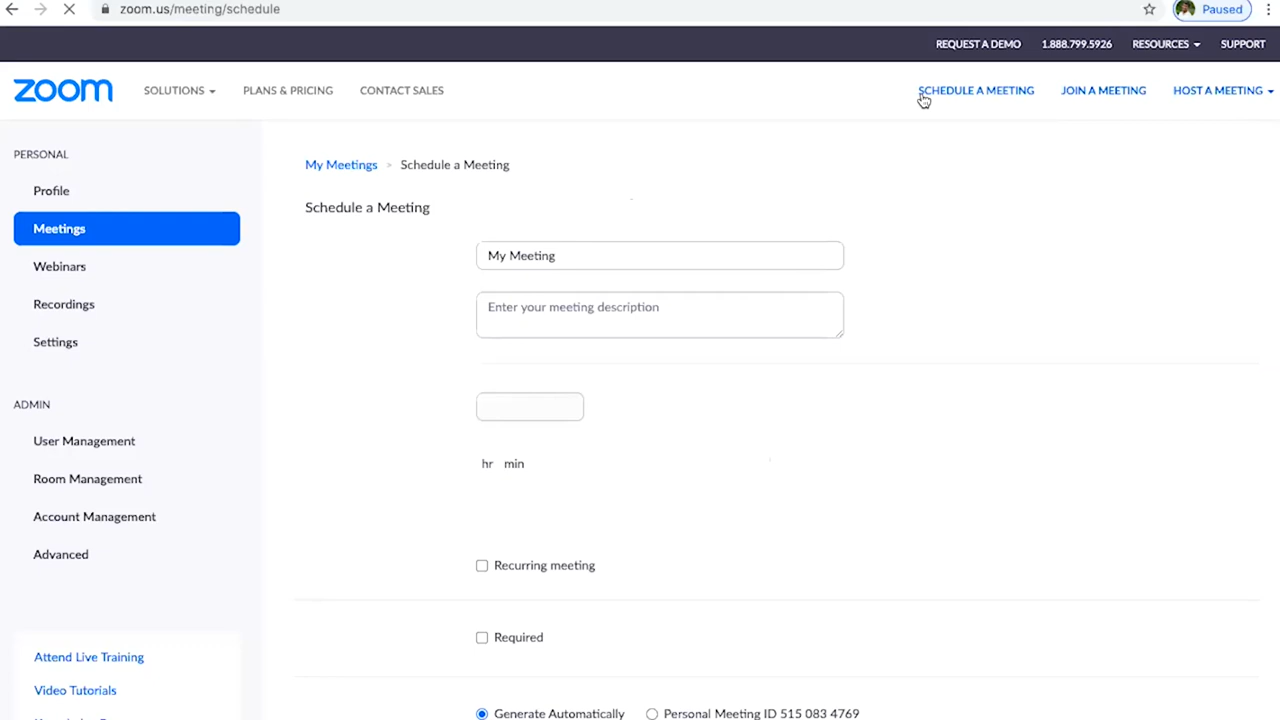 zoom.us/meeting/schedule
Paused
REQUEST A DEMO 1.888.799.5926 RESOURCES SUPPORT
zoom SOLUTIONS PLANS & PRICING CONTACT SALES SCHEDULE A MEETING JOIN A MEETING HOST A MEETING
PERSONAL
Profile
Meetings
Webinars
Recordings
Settings
ADMIN
User Management
Room Management
Account Management
Advanced
Attend Live Training
Video Tutorials
My Meetings > Schedule a Meeting
Schedule a Meeting
My Meeting
Enter your meeting description
hr min
Recurring meeting
Required
Generate Automatically Personal Meeting ID 515 083 4769